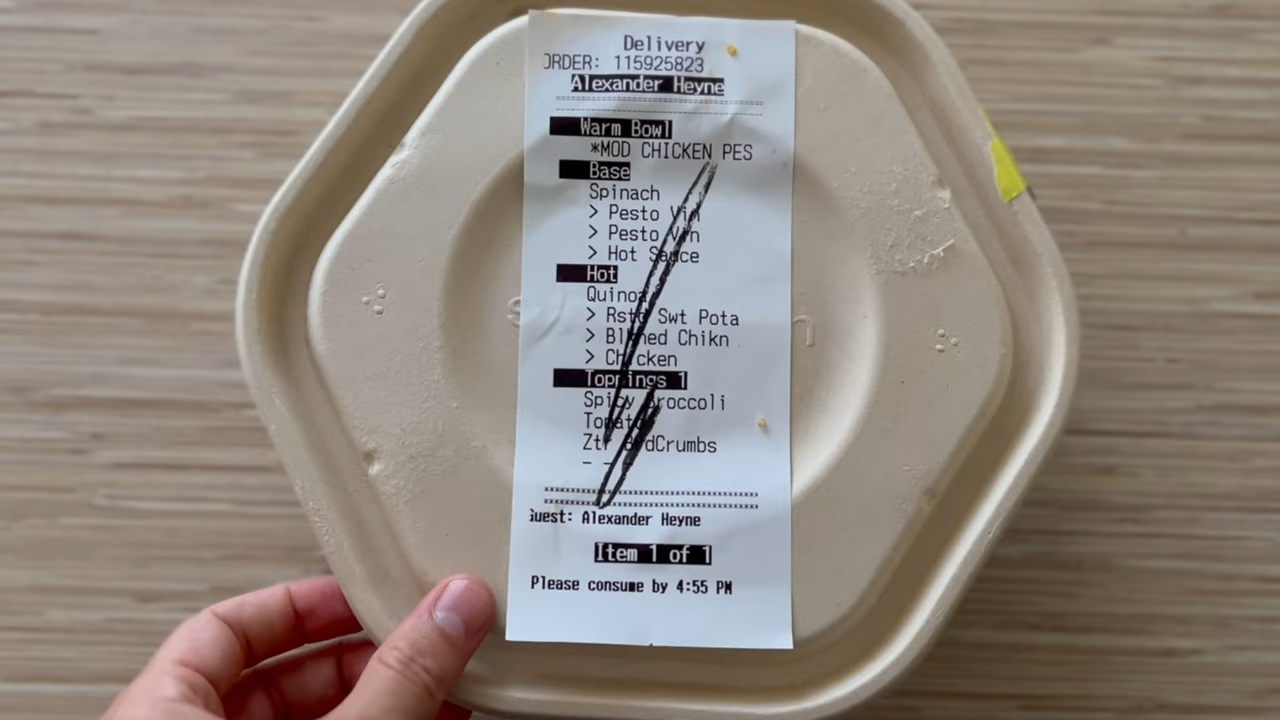 Delivery
ORDER: 115925823
Alexander Heyne
Warm Bowl
*MOD CHICKEN PES
Base
Spinach
> Pesto Vin
> Pesto Vin
> Hot Sauce
Hot
Quinoa
> Rstd Swt Pota
> Blkned Chikn
> Chicken
Toppings 1
Spicy Broccoli
Tomato
Ztr BrdCrumbs
- -
Guest: Alexander Heyne
Item 1 of 1
Please consume by 4:55 PM